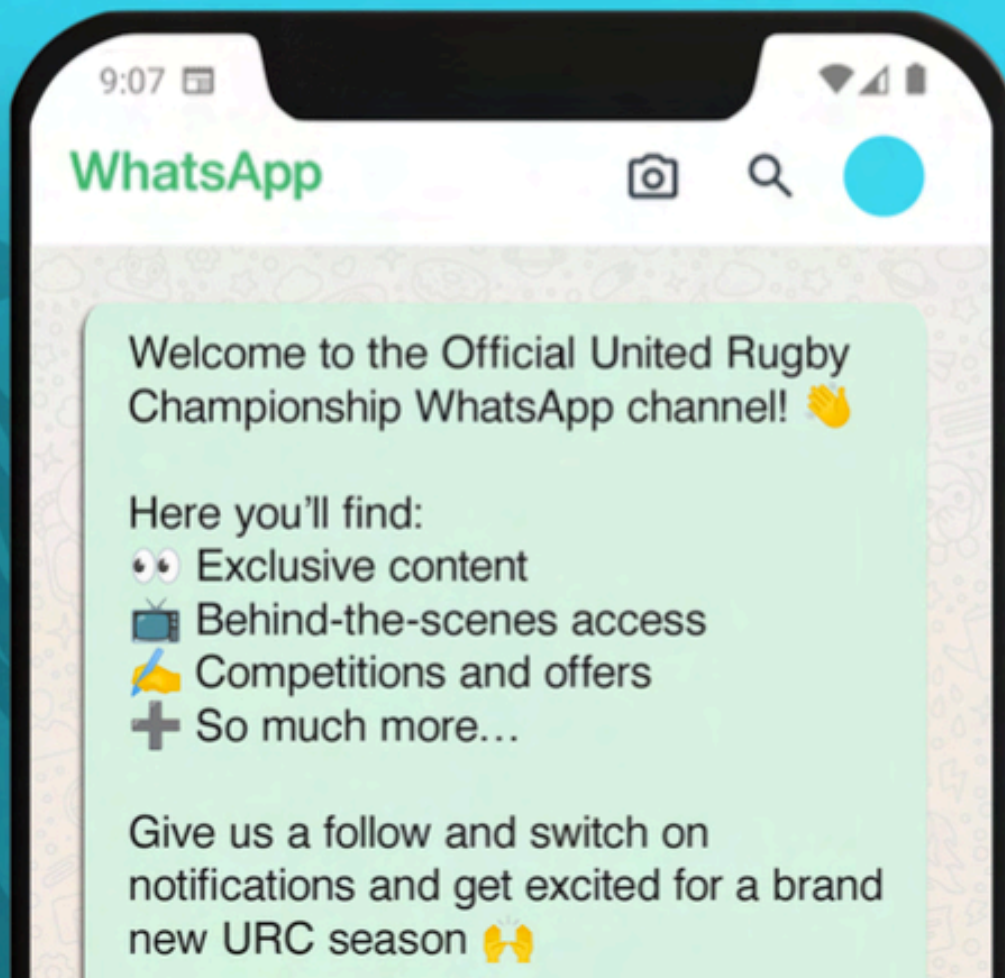 9:07
WhatsApp
Welcome to the Official United Rugby
Championship WhatsApp channel! 👋
Here you’ll find:
👀 Exclusive content
📺 Behind-the-scenes access
✍️ Competitions and offers
➕ So much more...
Give us a follow and switch on
notifications and get excited for a brand
new URC season 🙌